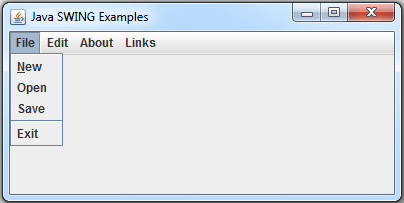 Java SWING Examples
File Edit About Links
New
Open
Save
Exit